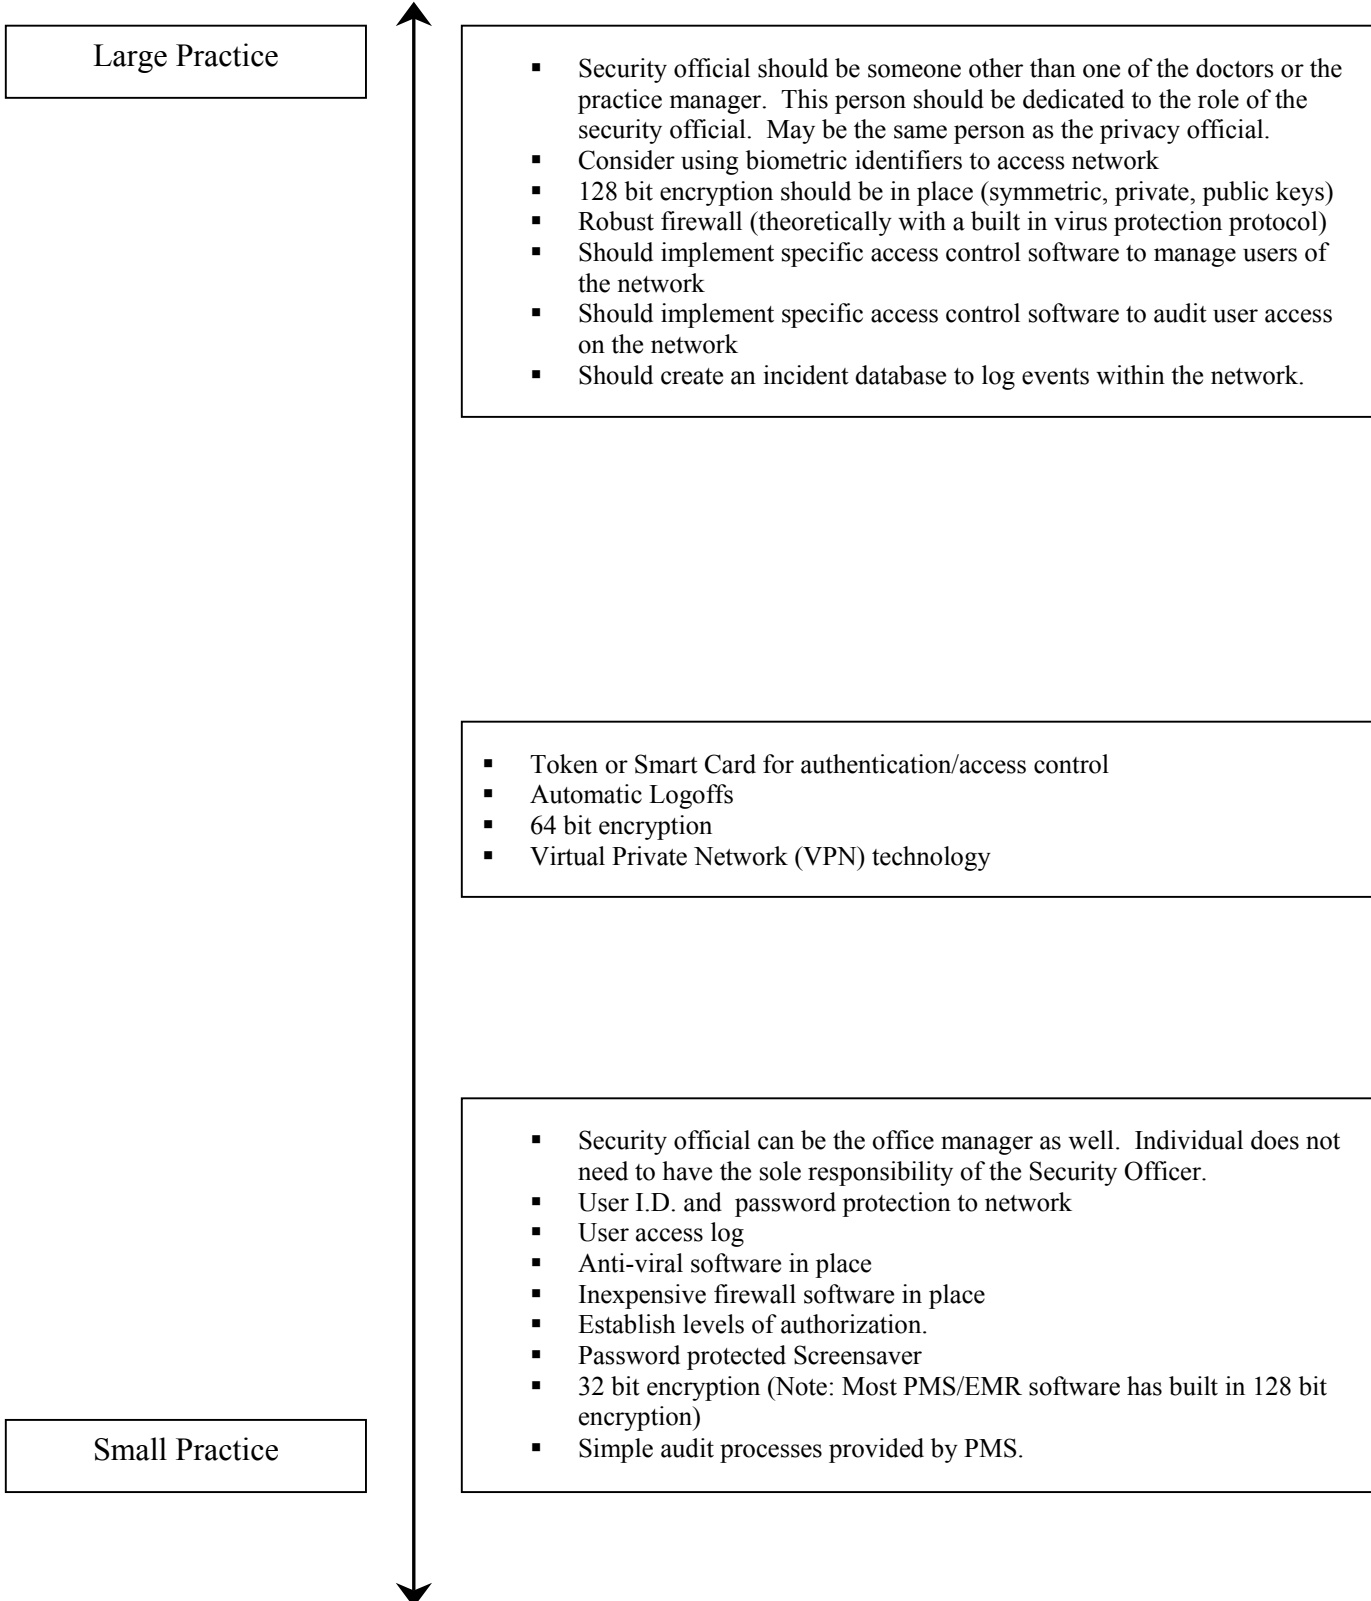 Large Practice
▪ Security official should be someone other than one of the doctors or the
practice manager.  This person should be dedicated to the role of the
security official.  May be the same person as the privacy official.
▪ Consider using biometric identifiers to access network
▪ 128 bit encryption should be in place (symmetric, private, public keys)
▪ Robust firewall (theoretically with a built in virus protection protocol)
▪ Should implement specific access control software to manage users of
the network
▪ Should implement specific access control software to audit user access
on the network
▪ Should create an incident database to log events within the network.
▪ Token or Smart Card for authentication/access control
▪ Automatic Logoffs
▪ 64 bit encryption
▪ Virtual Private Network (VPN) technology
▪ Security official can be the office manager as well.  Individual does not
need to have the sole responsibility of the Security Officer.
▪ User I.D. and  password protection to network
▪ User access log
▪ Anti-viral software in place
▪ Inexpensive firewall software in place
▪ Establish levels of authorization.
▪ Password protected Screensaver
▪ 32 bit encryption (Note: Most PMS/EMR software has built in 128 bit
encryption)
▪ Simple audit processes provided by PMS.
Small Practice